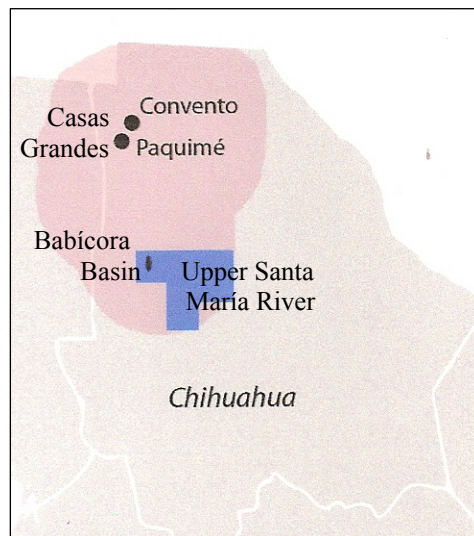 Convento
Casas
Grandes
Paquimé
Babícora
Basin
Upper Santa
María River
Chihuahua